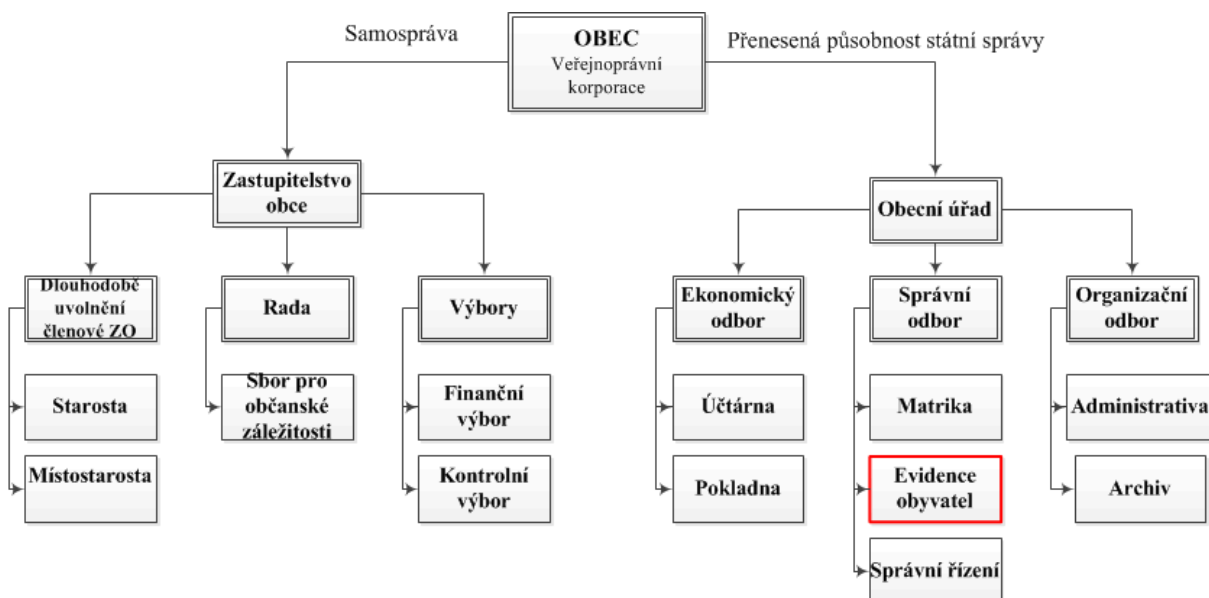 Samospráva
OBEC
Veřejnoprávní
korporace
Přenesená působnost státní správy
Zastupitelstvo
obce
Obecní úřad
Dlouhodobě
uvolnění
členové ZO
Rada
Výbory
Ekonomický
odbor
Správní
odbor
Organizační
odbor
Starosta
Sbor pro
občanské
záležitosti
Finanční
výbor
Účtárna
Matrika
Administrativa
Místostarosta
Kontrolní
výbor
Pokladna
Evidence
obyvatel
Archiv
Správní řízení